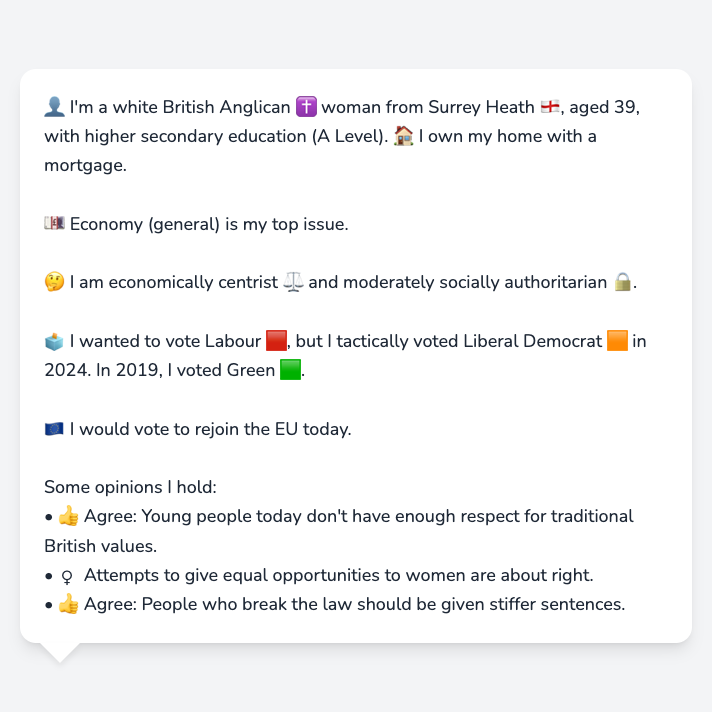 👤 I'm a white British Anglican ✝️ woman from Surrey Heath 🏴󠁧󠁢󠁥󠁮󠁧󠁿, aged 39,
with higher secondary education (A Level). 🏠 I own my home with a
mortgage.
💷 Economy (general) is my top issue.
🤔 I am economically centrist ⚖️ and moderately socially authoritarian 🔒.
🗳️ I wanted to vote Labour 🟥, but I tactically voted Liberal Democrat 🟧 in
2024. In 2019, I voted Green 🟩.
🇪🇺 I would vote to rejoin the EU today.
Some opinions I hold:
• 👍 Agree: Young people today don't have enough respect for traditional
British values.
• ♀ Attempts to give equal opportunities to women are about right.
• 👍 Agree: People who break the law should be given stiffer sentences.